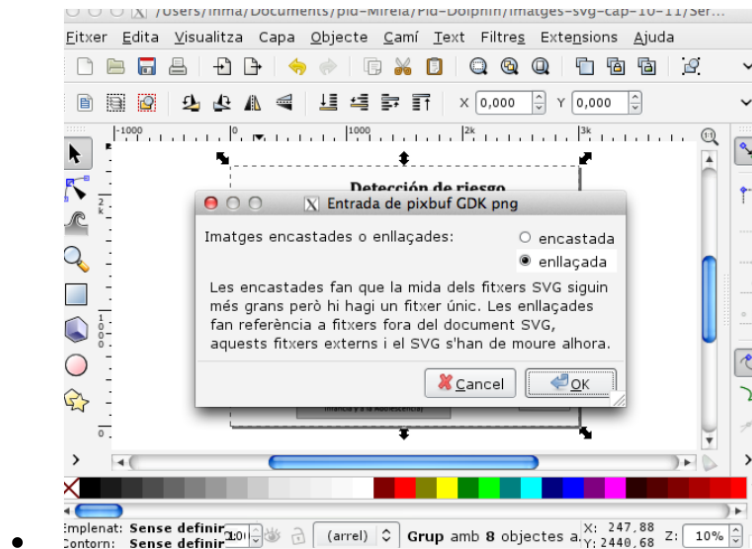 /Users/inma/Documents/pid-Mireia/Pid-Dolphin/imatges-svg-cap-10-11/Ser...
Eitxer Edita Visualitza Capa Objecte Camí Text Filtres Extensions Ajuda
X 0,000 Y 0,000
-1000 0 1000 2k 3k
Detección de riesgo
Entrada de pixbuf GDK png
Imatges encastades o enllaçades:
encastada
enllaçada
Les encastades fan que la mida dels fitxers SVG siguin
més grans però hi hagi un fitxer únic. Les enllaçades
fan referència a fitxers fora del document SVG,
aquests fitxers externs i el SVG s'han de moure alhora.
Cancel OK
Infancia y a la Adolescencia)
Emplenat: Sense definir
Contorn: Sense definir
(arrel) Grup amb 8 objectes a
X: 247,88
Y: 2440,68
Z: 10%